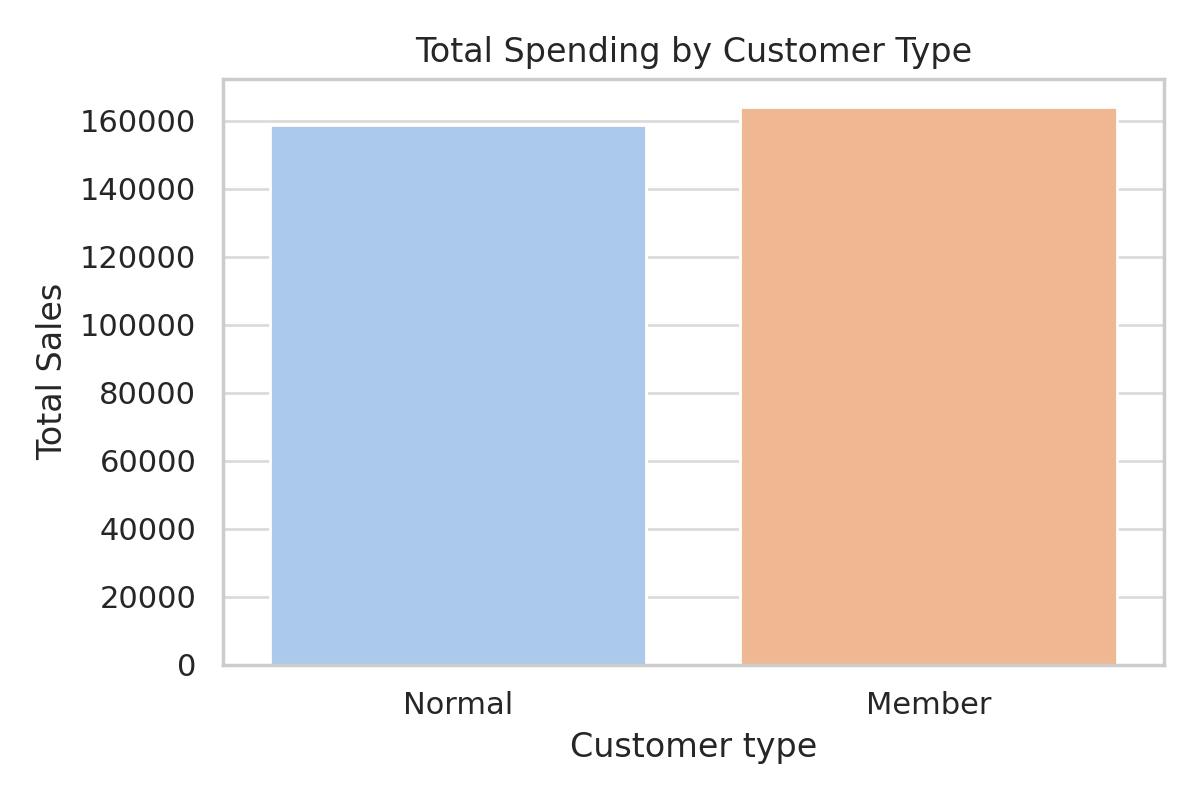 Total Spending by Customer Type
Total Sales
160000
140000
120000
100000
80000
60000
40000
20000
0
Normal Member
Customer type